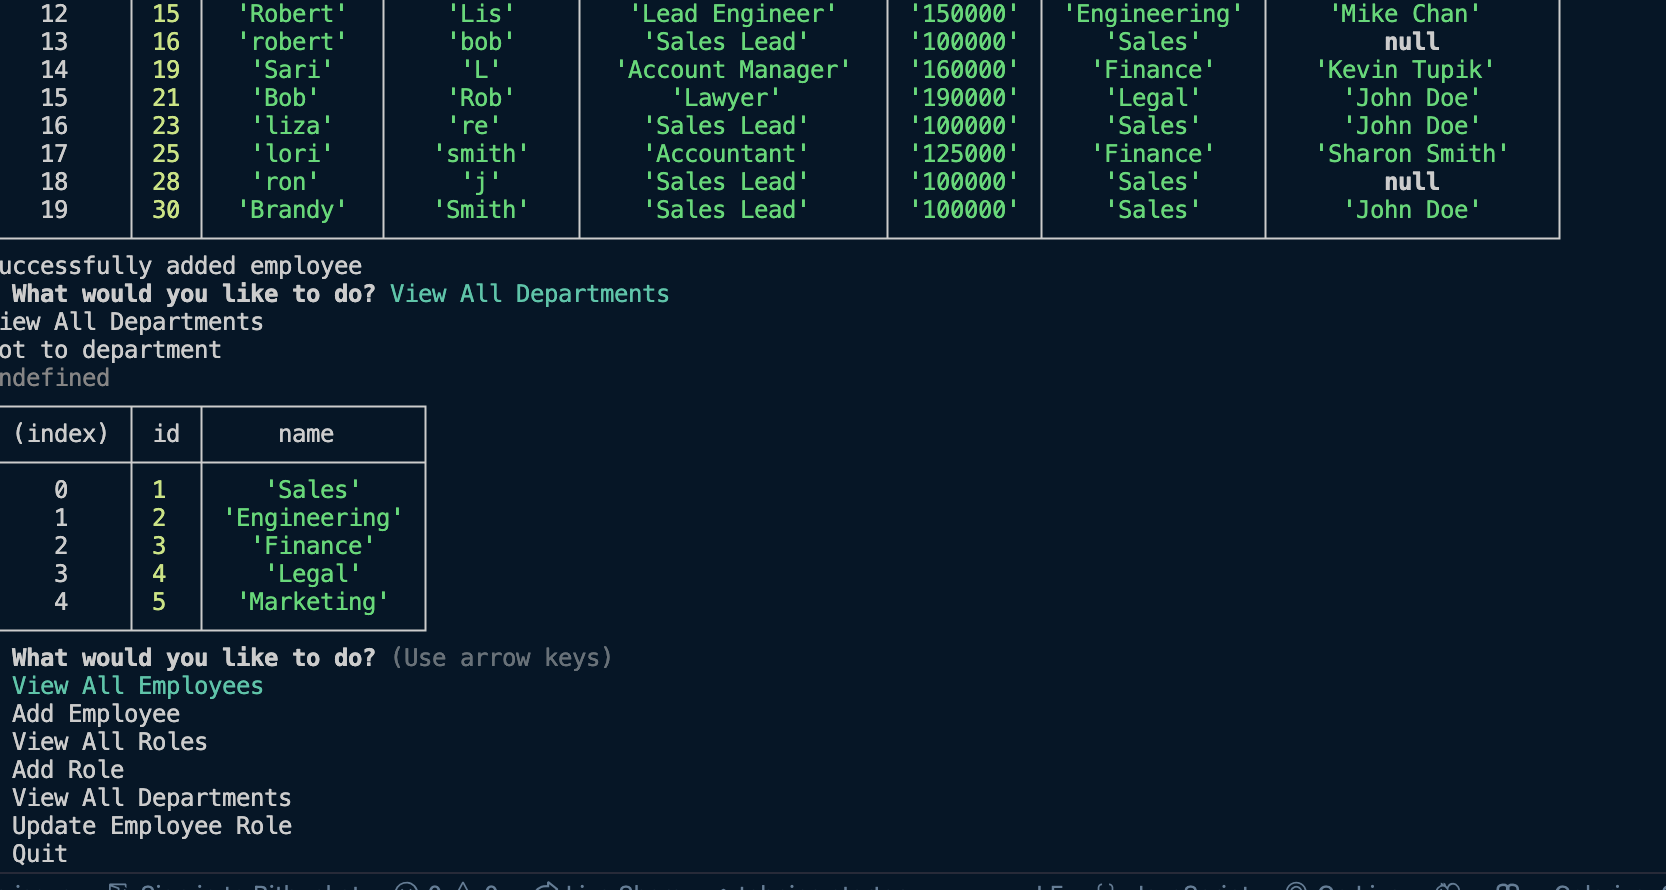 12 15 'Robert' 'Lis' 'Lead Engineer' '150000' 'Engineering' 'Mike Chan'
13 16 'robert' 'bob' 'Sales Lead' '100000' 'Sales' null
14 19 'Sari' 'L' 'Account Manager' '160000' 'Finance' 'Kevin Tupik'
15 21 'Bob' 'Rob' 'Lawyer' '190000' 'Legal' 'John Doe'
16 23 'liza' 're' 'Sales Lead' '100000' 'Sales' 'John Doe'
17 25 'lori' 'smith' 'Accountant' '125000' 'Finance' 'Sharon Smith'
18 28 'ron' 'j' 'Sales Lead' '100000' 'Sales' null
19 30 'Brandy' 'Smith' 'Sales Lead' '100000' 'Sales' 'John Doe'
uccessfully added employee
What would you like to do? View All Departments
iew All Departments
ot to department
ndefined
(index) id name
0 1 'Sales'
1 2 'Engineering'
2 3 'Finance'
3 4 'Legal'
4 5 'Marketing'
What would you like to do? (Use arrow keys)
View All Employees
Add Employee
View All Roles
Add Role
View All Departments
Update Employee Role
Quit